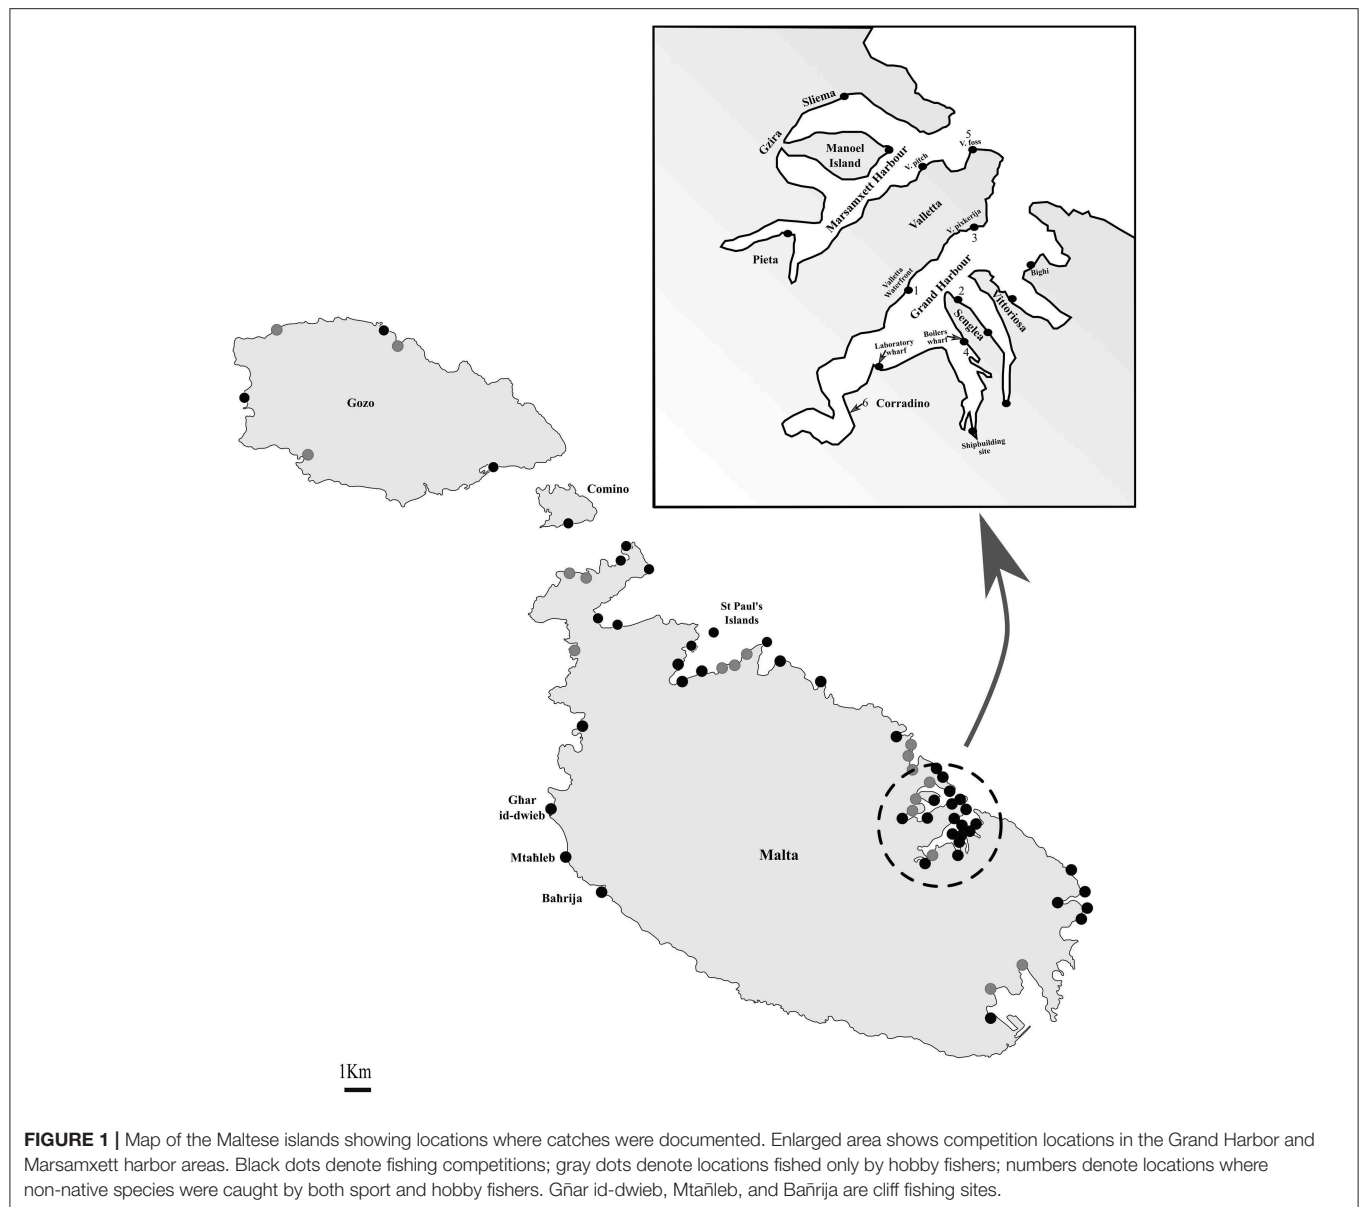 Sliema
Gzira
Manoel
Island
Marsamxett Harbour
V. pitch
5
V. foss
Valletta
V. pixkerija
3
Pieta
Valletta
Waterfront
1
Grand Harbour
Bighi
2
Senglea
Vittoriosa
Boilers
wharf
4
Laboratory
wharf
6
Corradino
Shipbuilding
site
Gozo
Comino
St Paul's
Islands
Għar
id-dwieb
Mtaħleb
Baħrija
Malta
1Km
FIGURE 1 | Map of the Maltese islands showing locations where catches were documented. Enlarged area shows competition locations in the Grand Harbor and
Marsamxett harbor areas. Black dots denote fishing competitions; gray dots denote locations fished only by hobby fishers; numbers denote locations where
non-native species were caught by both sport and hobby fishers. Gñar id-dwieb, Mtañleb, and Bañrija are cliff fishing sites.